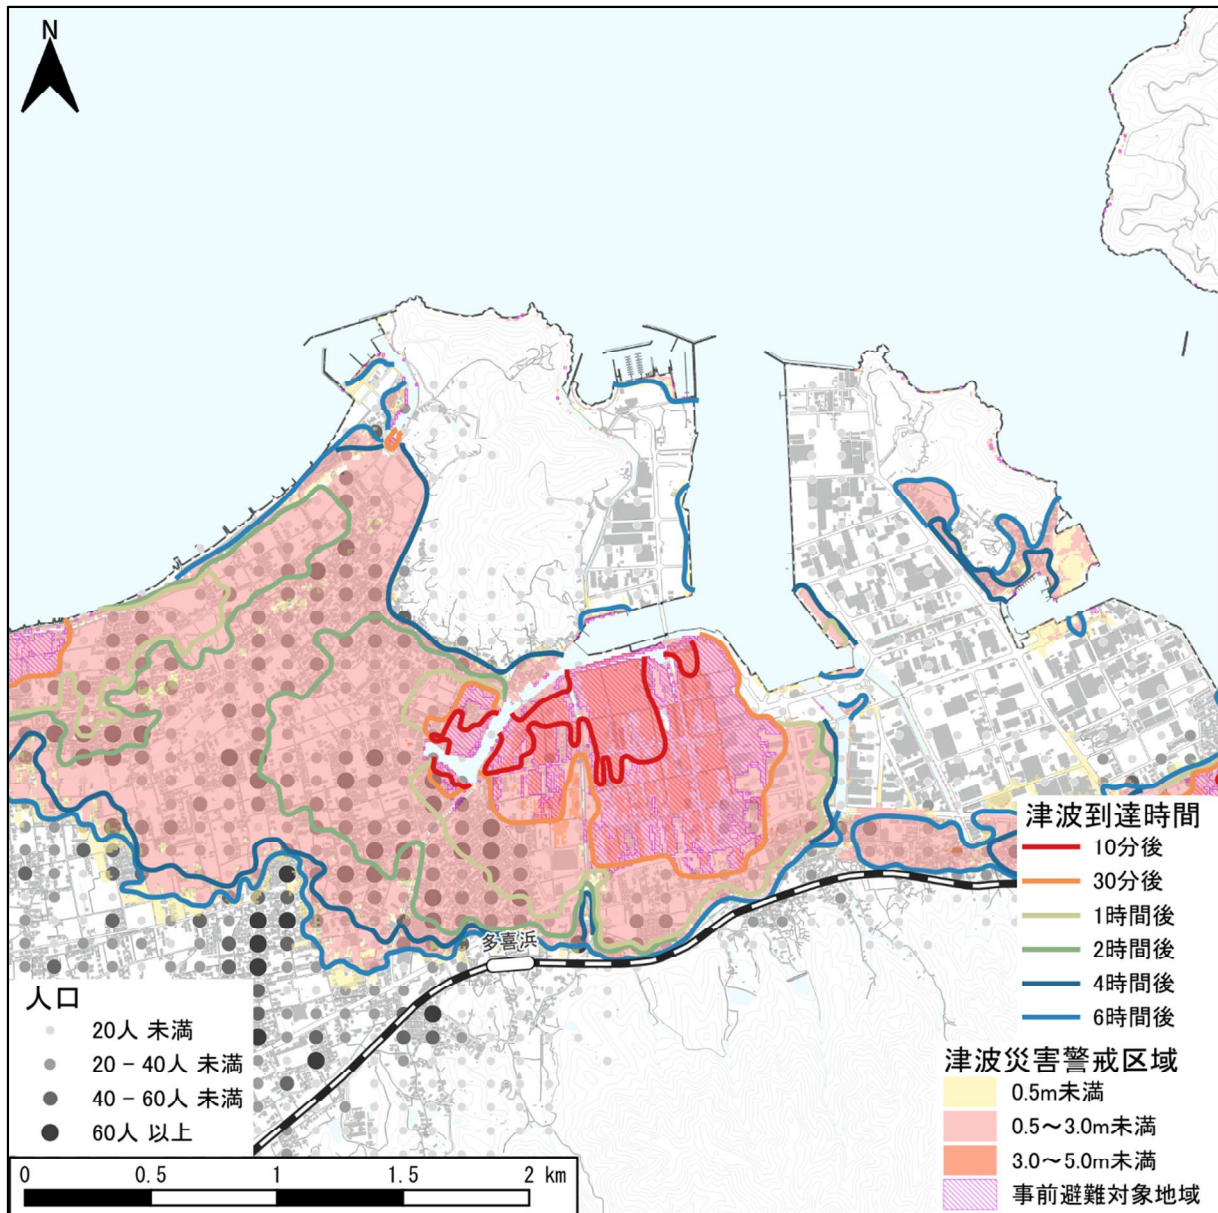 N
多喜浜
津波到達時間
10分後
30分後
1時間後
2時間後
4時間後
6時間後
人口
20人 未満
20 - 40人 未満
40 - 60人 未満
60人 以上
津波災害警戒区域
0.5m未満
0.5～3.0m未満
3.0～5.0m未満
事前避難対象地域
0 0.5 1 1.5 2 km